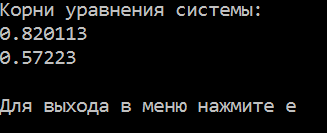 Корни уравнения системы:
0.820113
0.57223
Для выхода в меню нажмите e